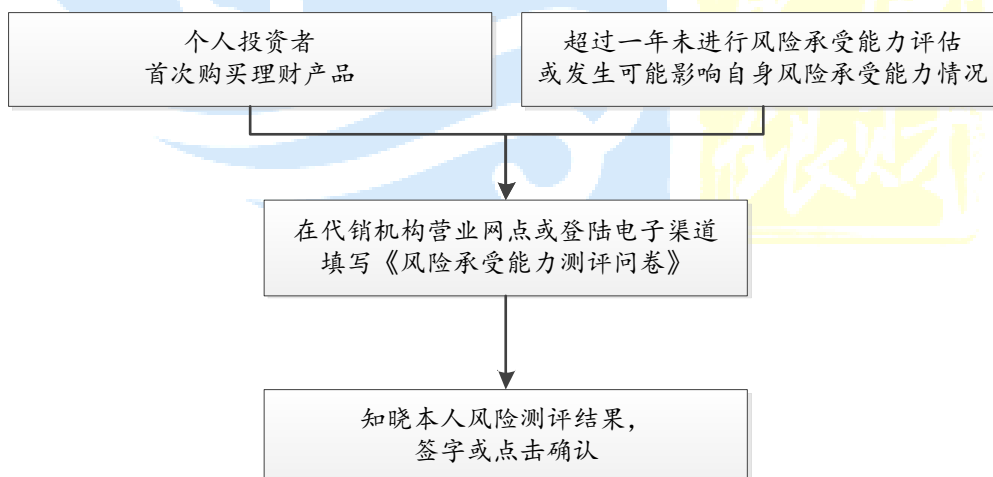 个人投资者
首次购买理财产品
超过一年未进行风险承受能力评估
或发生可能影响自身风险承受能力情况
在代销机构营业网点或登陆电子渠道
填写《风险承受能力测评问卷》
知晓本人风险测评结果，
签字或点击确认